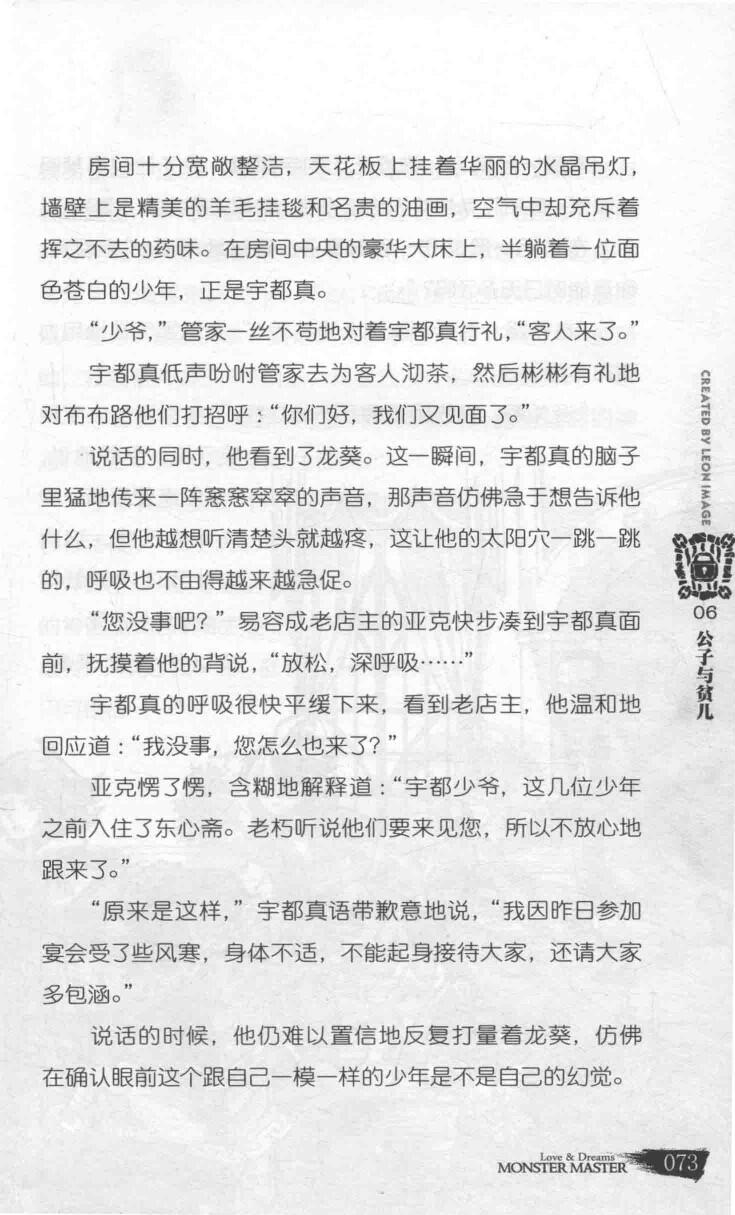 房间十分宽敞整洁，天花板上挂着华丽的水晶吊灯，
墙壁上是精美的羊毛挂毯和名贵的油画，空气中却充斥着
挥之不去的药味。在房间中央的豪华大床上，半躺着一位面
色苍白的少年，正是宇都真。
“少爷，”管家一丝不苟地对着宇都真行礼，“客人来了。”
宇都真低声吩咐管家去为客人沏茶，然后彬彬有礼地
对布布路他们打招呼：“你们好，我们又见面了。”
说话的同时，他看到了龙葵。这一瞬间，宇都真的脑子
里猛地传来一阵窸窸窣窣的声音，那声音仿佛急于想告诉他
什么，但他越想听清楚头就越疼，这让他的太阳穴一跳一跳
的，呼吸也不由得越来越急促。
“您没事吧？”易容成老店主的亚克快步凑到宇都真面
前，抚摸着他的背说，“放松，深呼吸……”
宇都真的呼吸很快平缓下来，看到老店主，他温和地
回应道：“我没事，您怎么也来了？”
亚克愣了愣，含糊地解释道：“宇都少爷，这几位少年
之前入住了东心斋。老朽听说他们要来见您，所以不放心地
跟来了。”
“原来是这样，”宇都真语带歉意地说，“我因昨日参加
宴会受了些风寒，身体不适，不能起身接待大家，还请大家
多包涵。”
说话的时候，他仍难以置信地反复打量着龙葵，仿佛
在确认眼前这个跟自己一模一样的少年是不是自己的幻觉。
CREATED BY LEON IMAGE
06
公子与贫儿
Love & Dreams
MONSTER MASTER
073